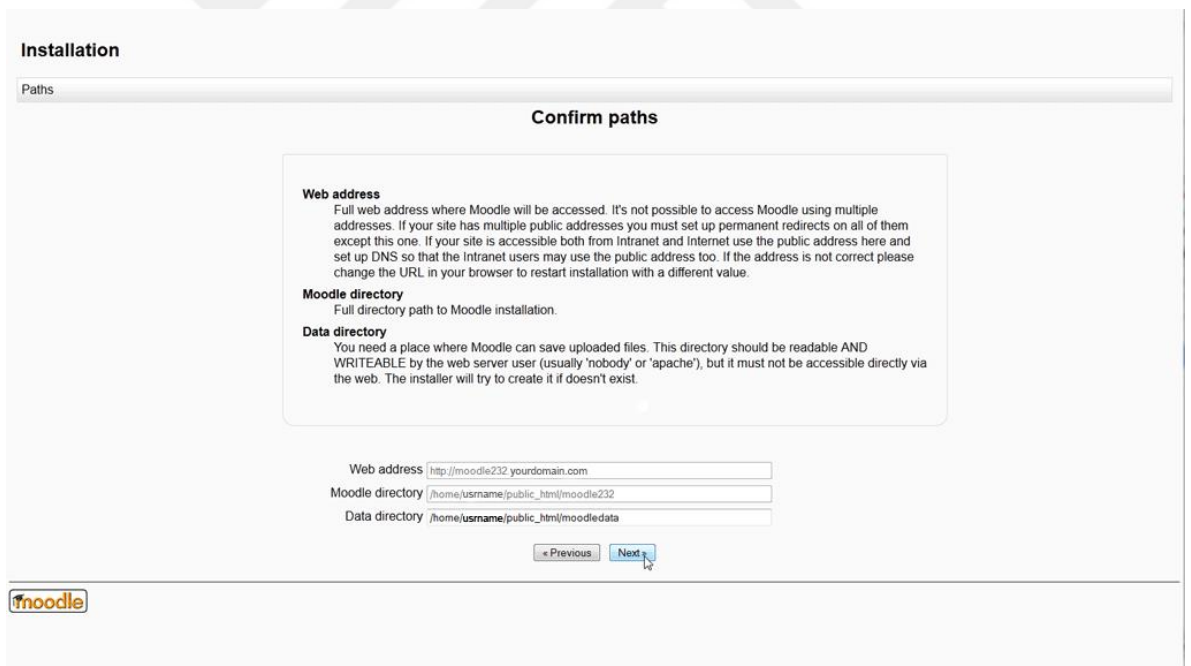 Installation
Paths
Confirm paths
Web address
Full web address where Moodle will be accessed. It's not possible to access Moodle using multiple
addresses. If your site has multiple public addresses you must set up permanent redirects on all of them
except this one. If your site is accessible both from Intranet and Internet use the public address here and
set up DNS so that the Intranet users may use the public address too. If the address is not correct please
change the URL in your browser to restart installation with a different value.
Moodle directory
Full directory path to Moodle installation.
Data directory
You need a place where Moodle can save uploaded files. This directory should be readable AND
WRITEABLE by the web server user (usually 'nobody' or 'apache'), but it must not be accessible directly via
the web. The installer will try to create it if doesn't exist.
Web address http://moodle232.yourdomain.com
Moodle directory /home/usrname/public_html/moodle232
Data directory /home/usrname/public_html/moodledata
« Previous Next »
moodle